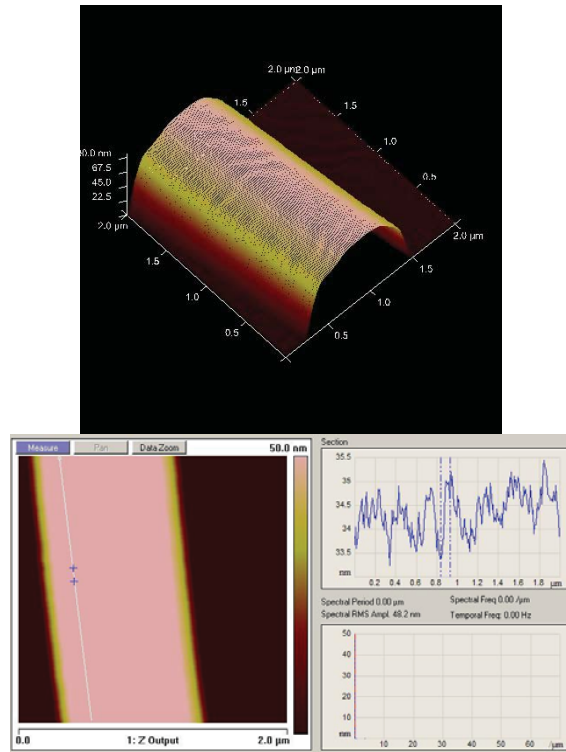 2.0 µm 2.0 µm
1.5 1.5
1.0
0.5
2.0 µm
1.5
1.0
0.5
0.0 nm
67.5
45.0
22.5
2.0 µm
1.5
1.0
0.5
Measure Pan Data Zoom 50.0 nm
0.0 1: Z Output 2.0 µm
Section
35.5
35
34.5
34
33.5
nm
0.2 0.4 0.6 0.8 1 1.2 1.4 1.6 1.8 µm
Spectral Period 0.00 µm Spectral Freq 0.00 /µm
Spectral RMS Ampl. 48.2 nm Temporal Freq: 0.00 Hz
50
40
30
20
10
nm
10 20 30 40 50 60 /µm